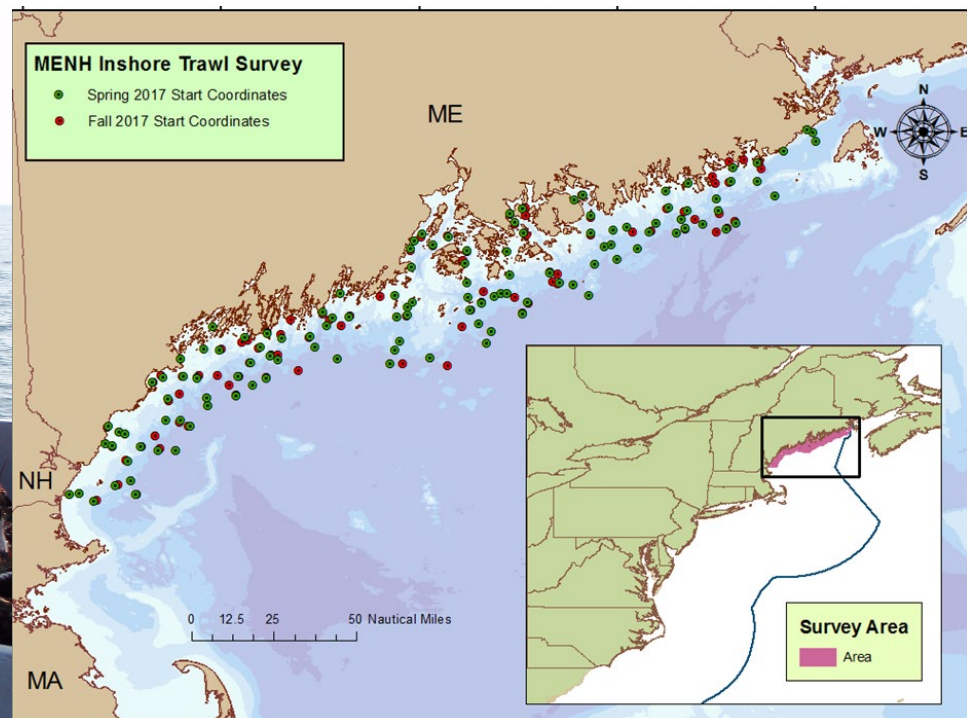 MENH Inshore Trawl Survey
Spring 2017 Start Coordinates
Fall 2017 Start Coordinates
ME
N
W E
S
NH
0 12.5 25 50 Nautical Miles
MA
Survey Area
Area